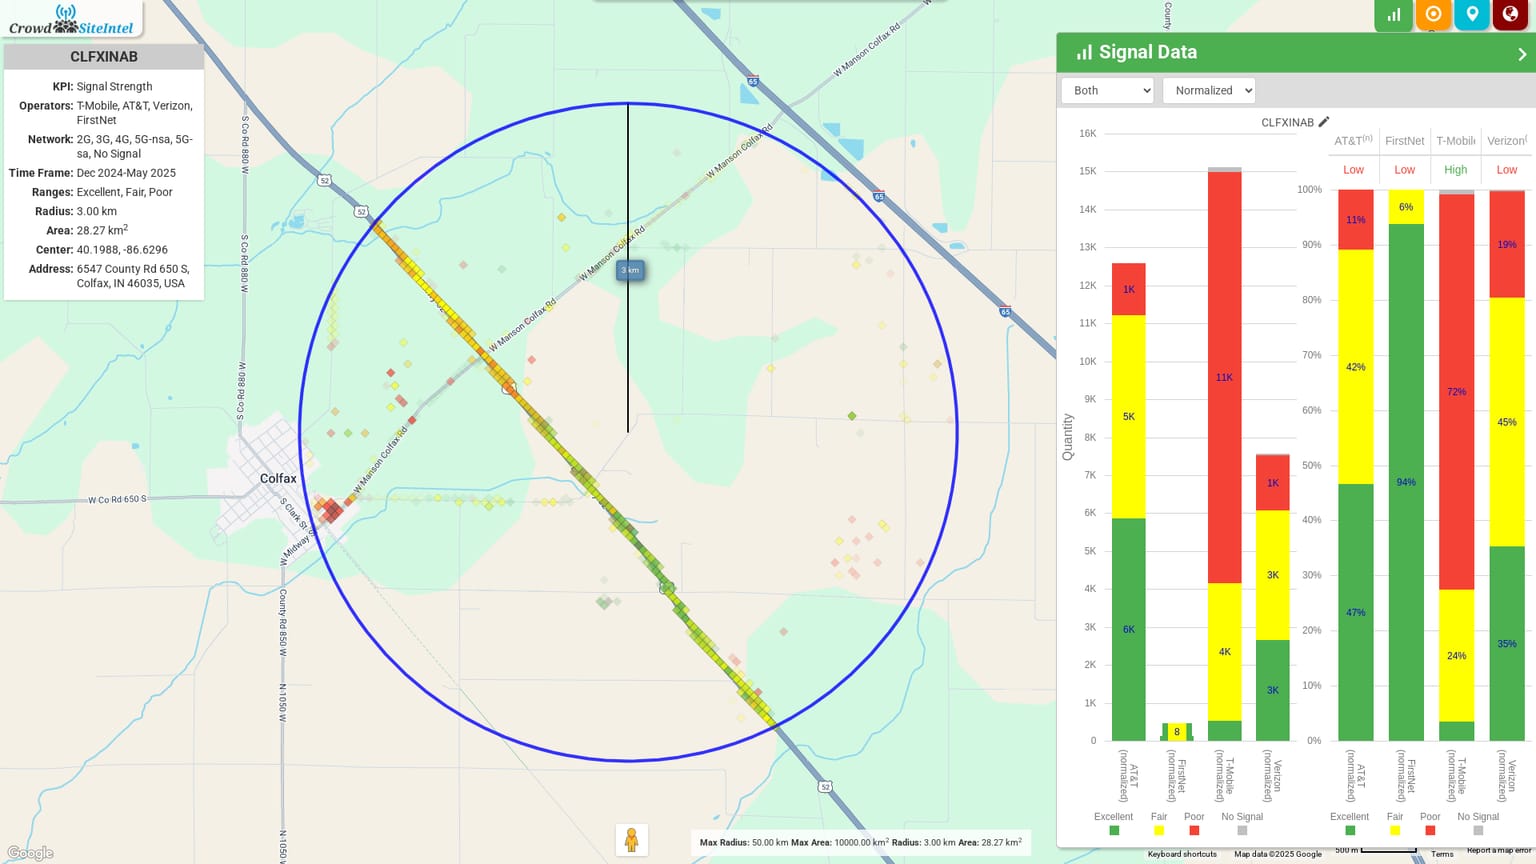 Crowd SiteIntel
CLFXINAB
KPI: Signal Strength
Operators: T-Mobile, AT&T, Verizon,
FirstNet
Network: 2G, 3G, 4G, 5G-nsa, 5G-
sa, No Signal
Time Frame: Dec 2024-May 2025
Ranges: Excellent, Fair, Poor
Radius: 3.00 km
Area: 28.27 km²
Center: 40.1988, -86.6296
Address: 6547 County Rd 650 S,
Colfax, IN 46035, USA
S Co Rd 880 W
S Co Rd 880 W
S Co Rd 880 W
52
52
52
65
65
65
W Manson Colfax Rd
W Manson Colfax Rd
W Manson Colfax Rd
W Manson Colfax Rd
W Manson Colfax Rd
3 km
Colfax
W Co Rd 650 S
S Clark St
W Midway
County Rd 850 W
N 1050 W
N 1050 W
County
Google
Max Radius: 50.00 km Max Area: 10000.00 km² Radius: 3.00 km Area: 28.27 km²
Signal Data
Both
Normalized
CLFXINAB
Quantity
16K
15K
14K
13K
12K
11K
10K
9K
8K
7K
6K
5K
4K
3K
2K
1K
0
1K
5K
6K
8
11K
4K
1K
3K
3K
AT&T
(normalized)
FirstNet
(normalized)
T-Mobile
(normalized)
Verizon
(normalized)
Excellent
Fair
Poor
No Signal
AT&T(n)
FirstNet
T-Mobile
Verizon(
Low
Low
High
Low
100%
90%
80%
70%
60%
50%
40%
30%
20%
10%
0%
11%
42%
47%
6%
94%
72%
24%
19%
45%
35%
AT&T
(normalized)
FirstNet
(normalized)
T-Mobile
(normalized)
Verizon
(normalized)
Excellent
Fair
Poor
No Signal
Keyboard shortcuts
Map data ©2025 Google
500 m
Terms
Report a map error